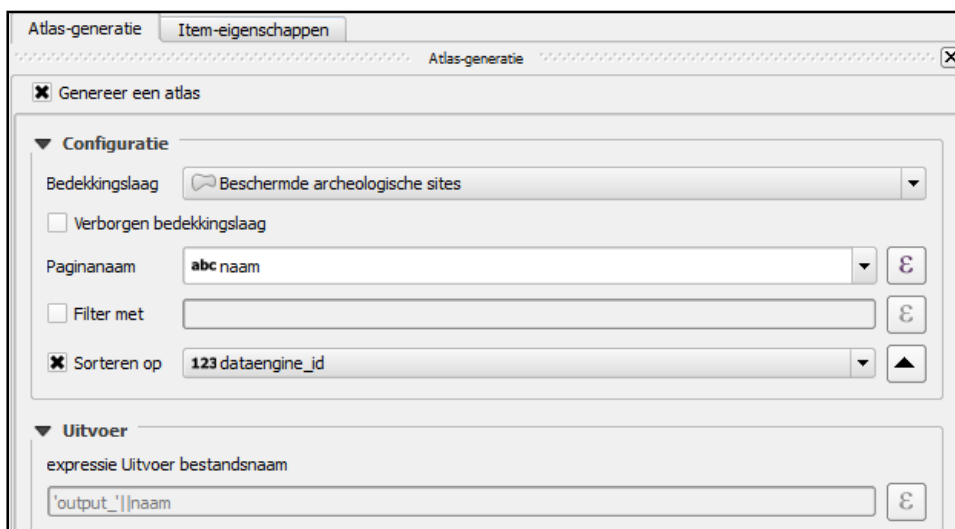 Atlas-generatie Item-eigenschappen
Atlas-generatie
Genereer een atlas
Configuratie
Bedekkingslaag Beschermde archeologische sites
Verborgen bedekkingslaag
Paginanaam abc naam ε
Filter met ε
Sorteren op 123 dataengine_id
Uitvoer
expressie Uitvoer bestandsnaam
'output_'||naam ε